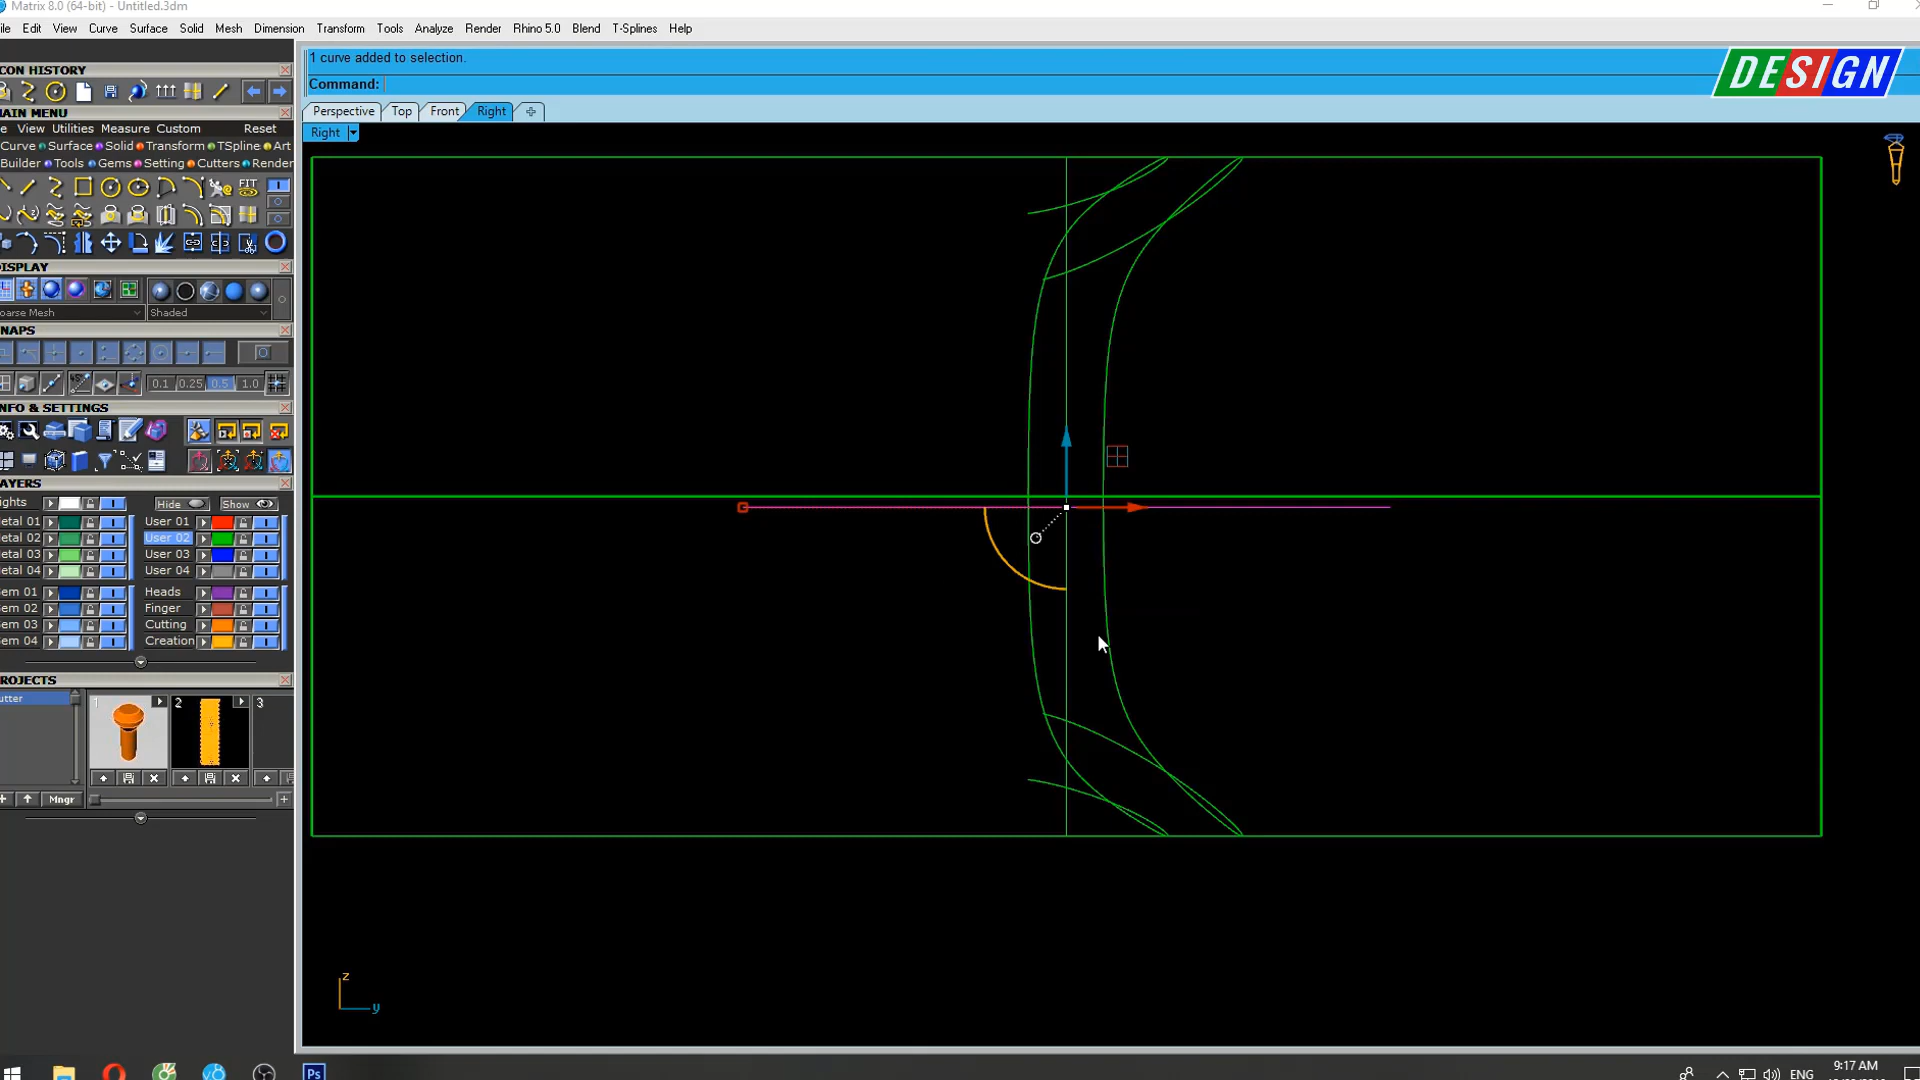 Matrix 8.0 (64-bit) - Untitled.3dm
ile Edit View Curve Surface Solid Mesh Dimension Transform Tools Analyze Render Rhino 5.0 Blend T-Splines Help
1 curve added to selection.
Command:
DESIGN
Perspective Top Front Right
Right
CON HISTORY
AIN MENU
e View Utilities Measure Custom Reset
Curve Surface Solid Transform TSpline Art
Builder Tools Gems Setting Cutters Render
FIT
ISPLAY
oarse Mesh Shaded
NAPS
0.1 0.25 0.5 1.0
NFO & SETTINGS
AYERS
ights Hide Show
etal 01 User 01
etal 02 User 02
etal 03 User 03
etal 04 User 04
em 01 Heads
em 02 Finger
em 03 Cutting
em 04 Creation
ROJECTS
utter 1 2 3
Mngr
z
y
Ps
ENG
9:17 AM